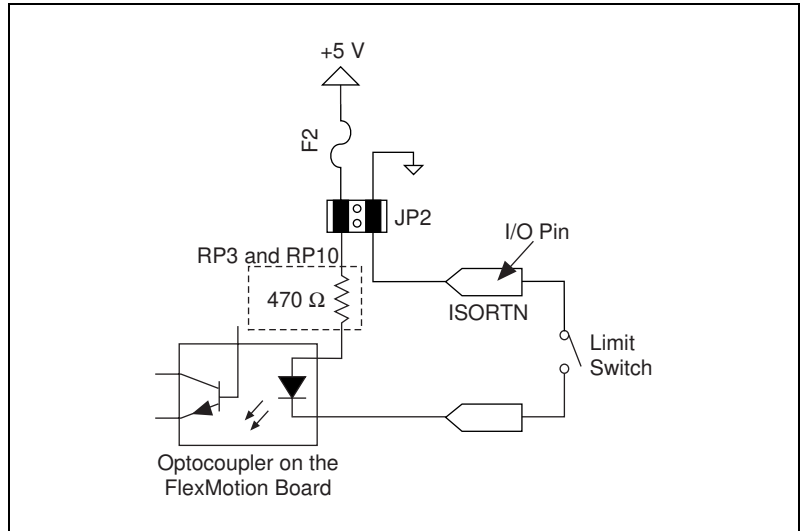 +5 V
F2
JP2
I/O Pin
RP3 and RP10
470 Ω
ISORTN
Limit
Switch
Optocoupler on the
FlexMotion Board